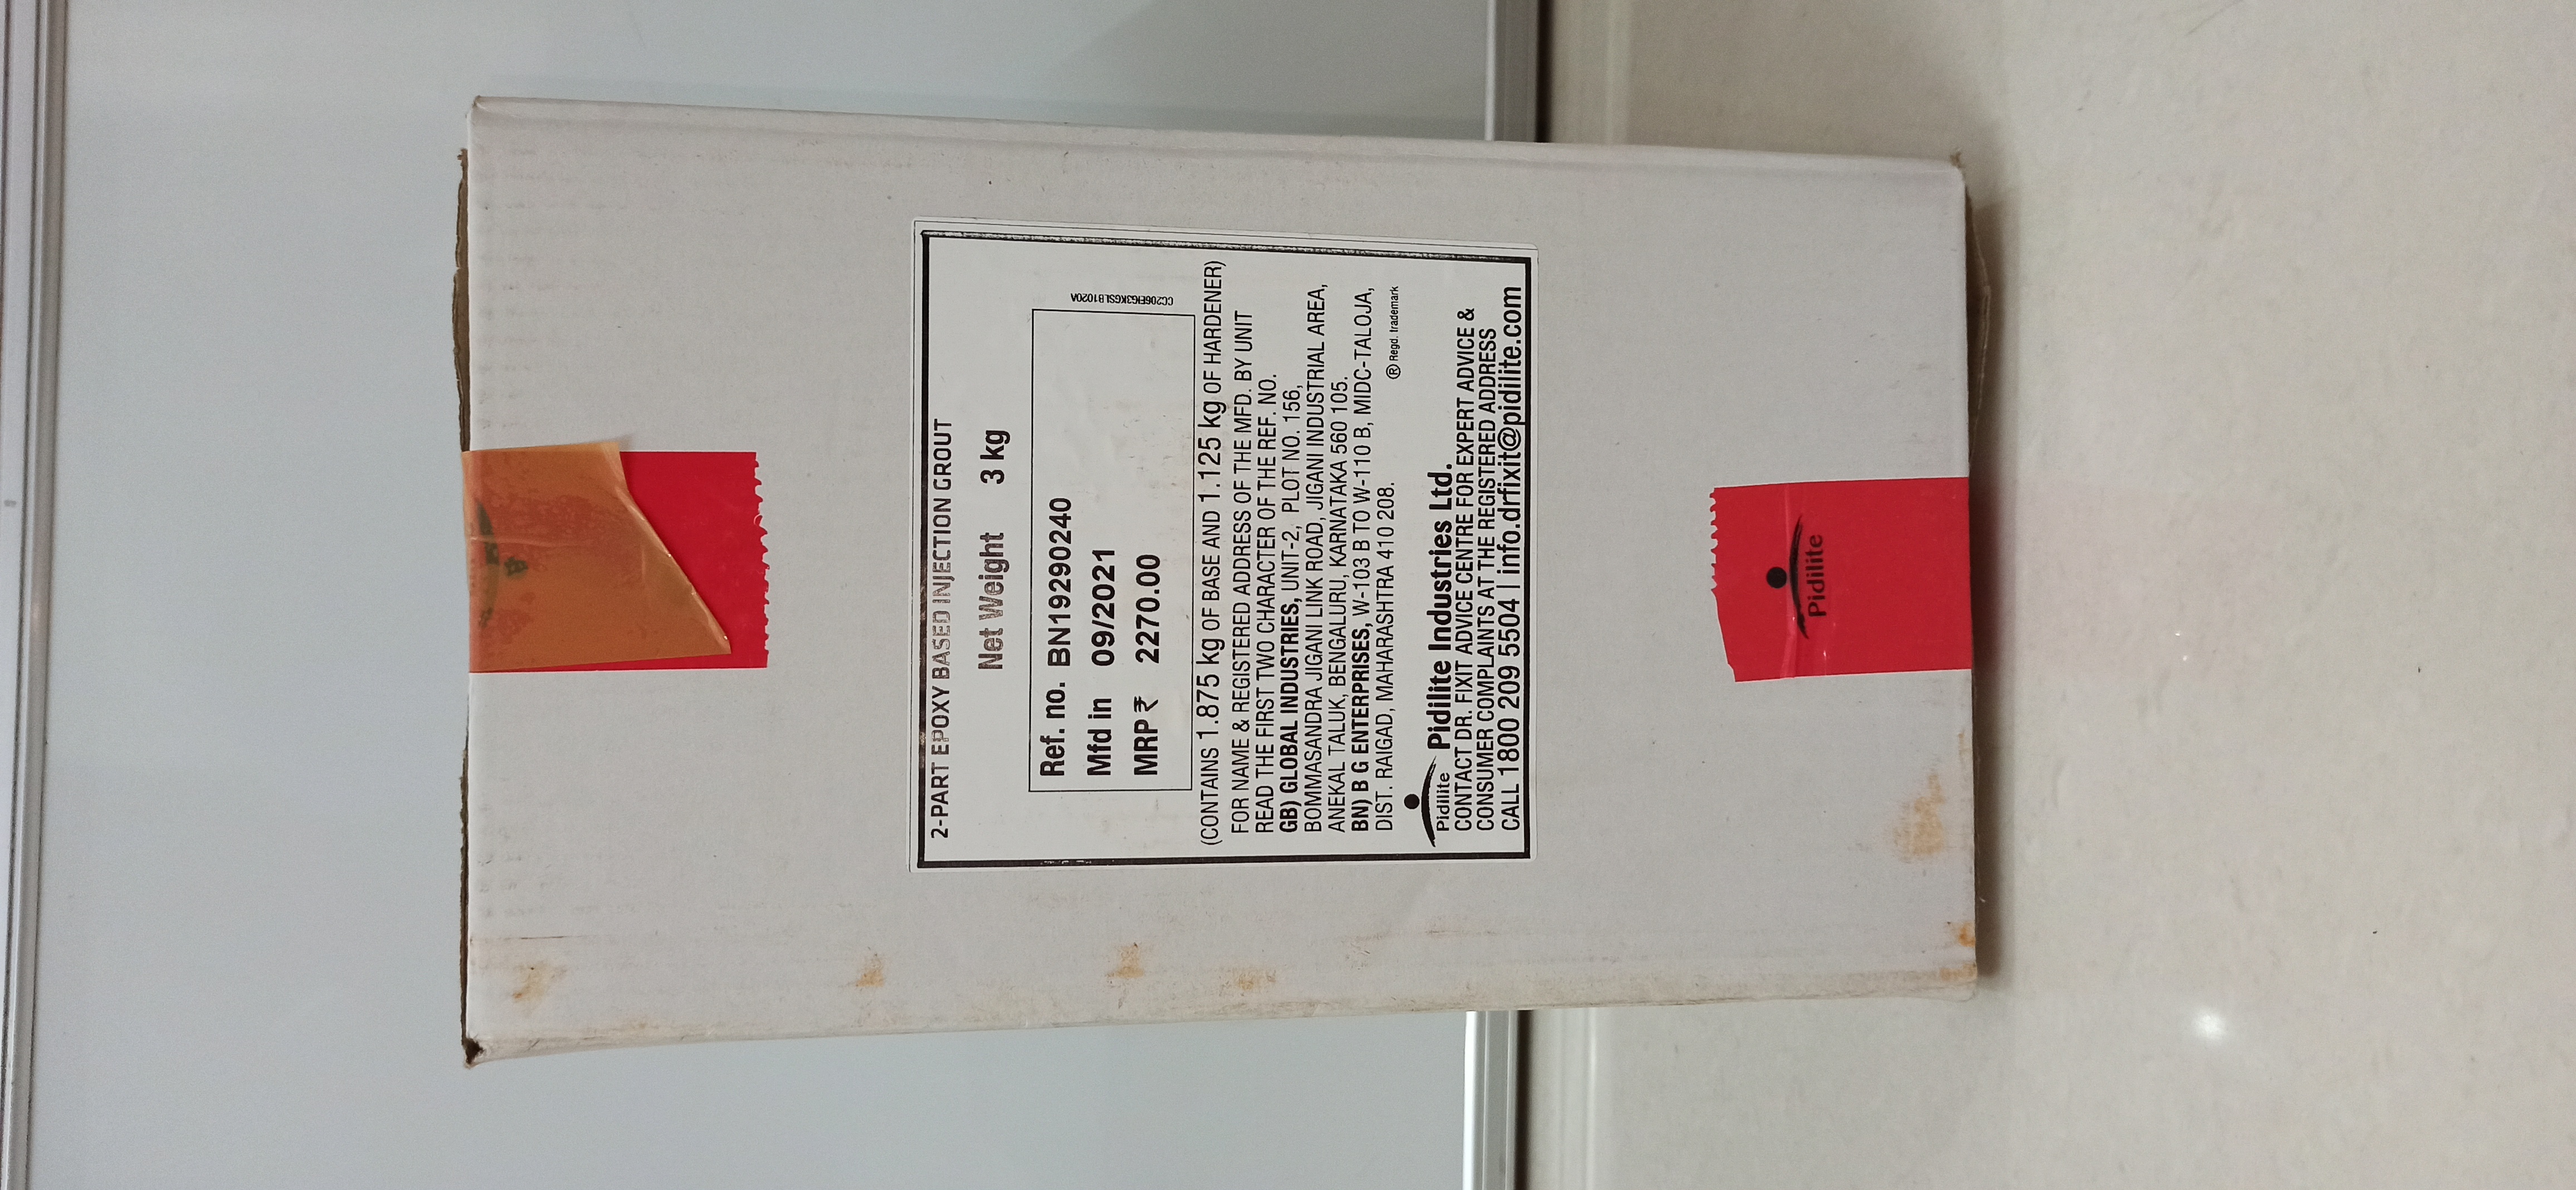 2-PART EPOXY BASED INJECTION GROUT
Net Weight 3 kg
Ref. no. BN19290240
Mfd in 09/2021
MRP ₹ 2270.00
CC206EIG3KGSLB1020A
(CONTAINS 1.875 kg OF BASE AND 1.125 kg OF HARDENER)
FOR NAME & REGISTERED ADDRESS OF THE MFD. BY UNIT
READ THE FIRST TWO CHARACTER OF THE REF. NO.
GB) GLOBAL INDUSTRIES, UNIT-2, PLOT NO. 156,
BOMMASANDRA JIGANI LINK ROAD, JIGANI INDUSTRIAL AREA,
ANEKAL TALUK, BENGALURU, KARNATAKA 560 105.
BN) B G ENTERPRISES, W-103 B TO W-110 B, MIDC-TALOJA,
DIST. RAIGAD, MAHARASHTRA 410 208.
® Regd. trademark
Pidilite Pidilite Industries Ltd.
CONTACT DR. FIXIT ADVICE CENTRE FOR EXPERT ADVICE &
CONSUMER COMPLAINTS AT THE REGISTERED ADDRESS
CALL 1800 209 5504 | info.drfixit@pidilite.com
Pidilite